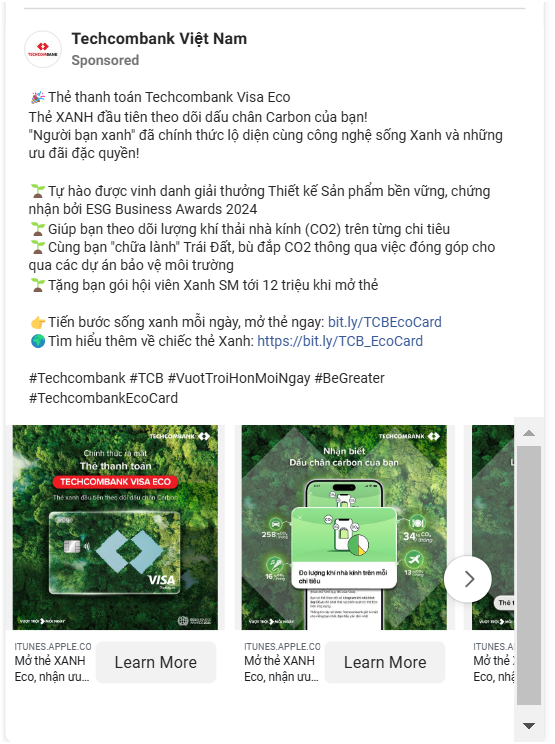 Techcombank Việt Nam
Sponsored
🎉Thẻ thanh toán Techcombank Visa Eco
Thẻ XANH đầu tiên theo dõi dấu chân Carbon của bạn!
"Người bạn xanh" đã chính thức lộ diện cùng công nghệ sống Xanh và những
ưu đãi đặc quyền!
🌱Tự hào được vinh danh giải thưởng Thiết kế Sản phẩm bền vững, chứng
nhận bởi ESG Business Awards 2024
🌱Giúp bạn theo dõi lượng khí thải nhà kính (CO2) trên từng chi tiêu
🌱Cùng bạn "chữa lành" Trái Đất, bù đắp CO2 thông qua việc đóng góp cho
qua các dự án bảo vệ môi trường
🌱Tặng bạn gói hội viên Xanh SM tới 12 triệu khi mở thẻ
👉Tiến bước sống xanh mỗi ngày, mở thẻ ngay: bit.ly/TCBEcoCard
🌍Tìm hiểu thêm về chiếc thẻ Xanh: https://bit.ly/TCB_EcoCard
#Techcombank #TCB #VuotTroiHonMoiNgay #BeGreater
#TechcombankEcoCard
TECHCOMBANK
Chính thức ra mắt
Thẻ thanh toán
TECHCOMBANK VISA ECO
Thẻ xanh đầu tiên theo dõi dấu chân Carbon
VISA
VƯỢT TRỘI HƠN MỖI NGÀY
TECHCOMBANK
Nhận biết
Dấu chân carbon của bạn
Đo lượng khí nhà kính trên mỗi
chi tiêu
VƯỢT TRỘI HƠN MỖI NGÀY
ITUNES.APPLE.CO
Mở thẻ XANH
Eco, nhận ưu...
Learn More
ITUNES.APPLE.CO
Mở thẻ XANH
Eco, nhận ưu...
Learn More
ITUNES.A
Mở thẻ
Eco, nh